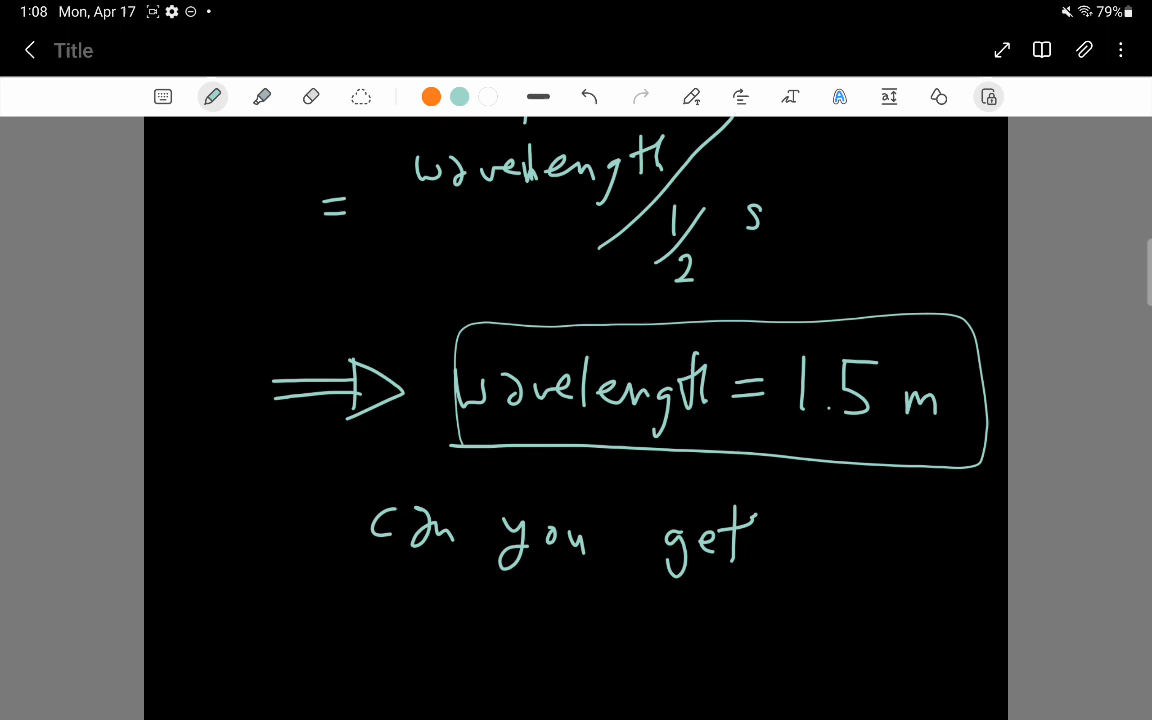 1:08 Mon, Apr 17 79%
Title
wavelength
= 1/2 s
wavelength = 1.5 m
can you get